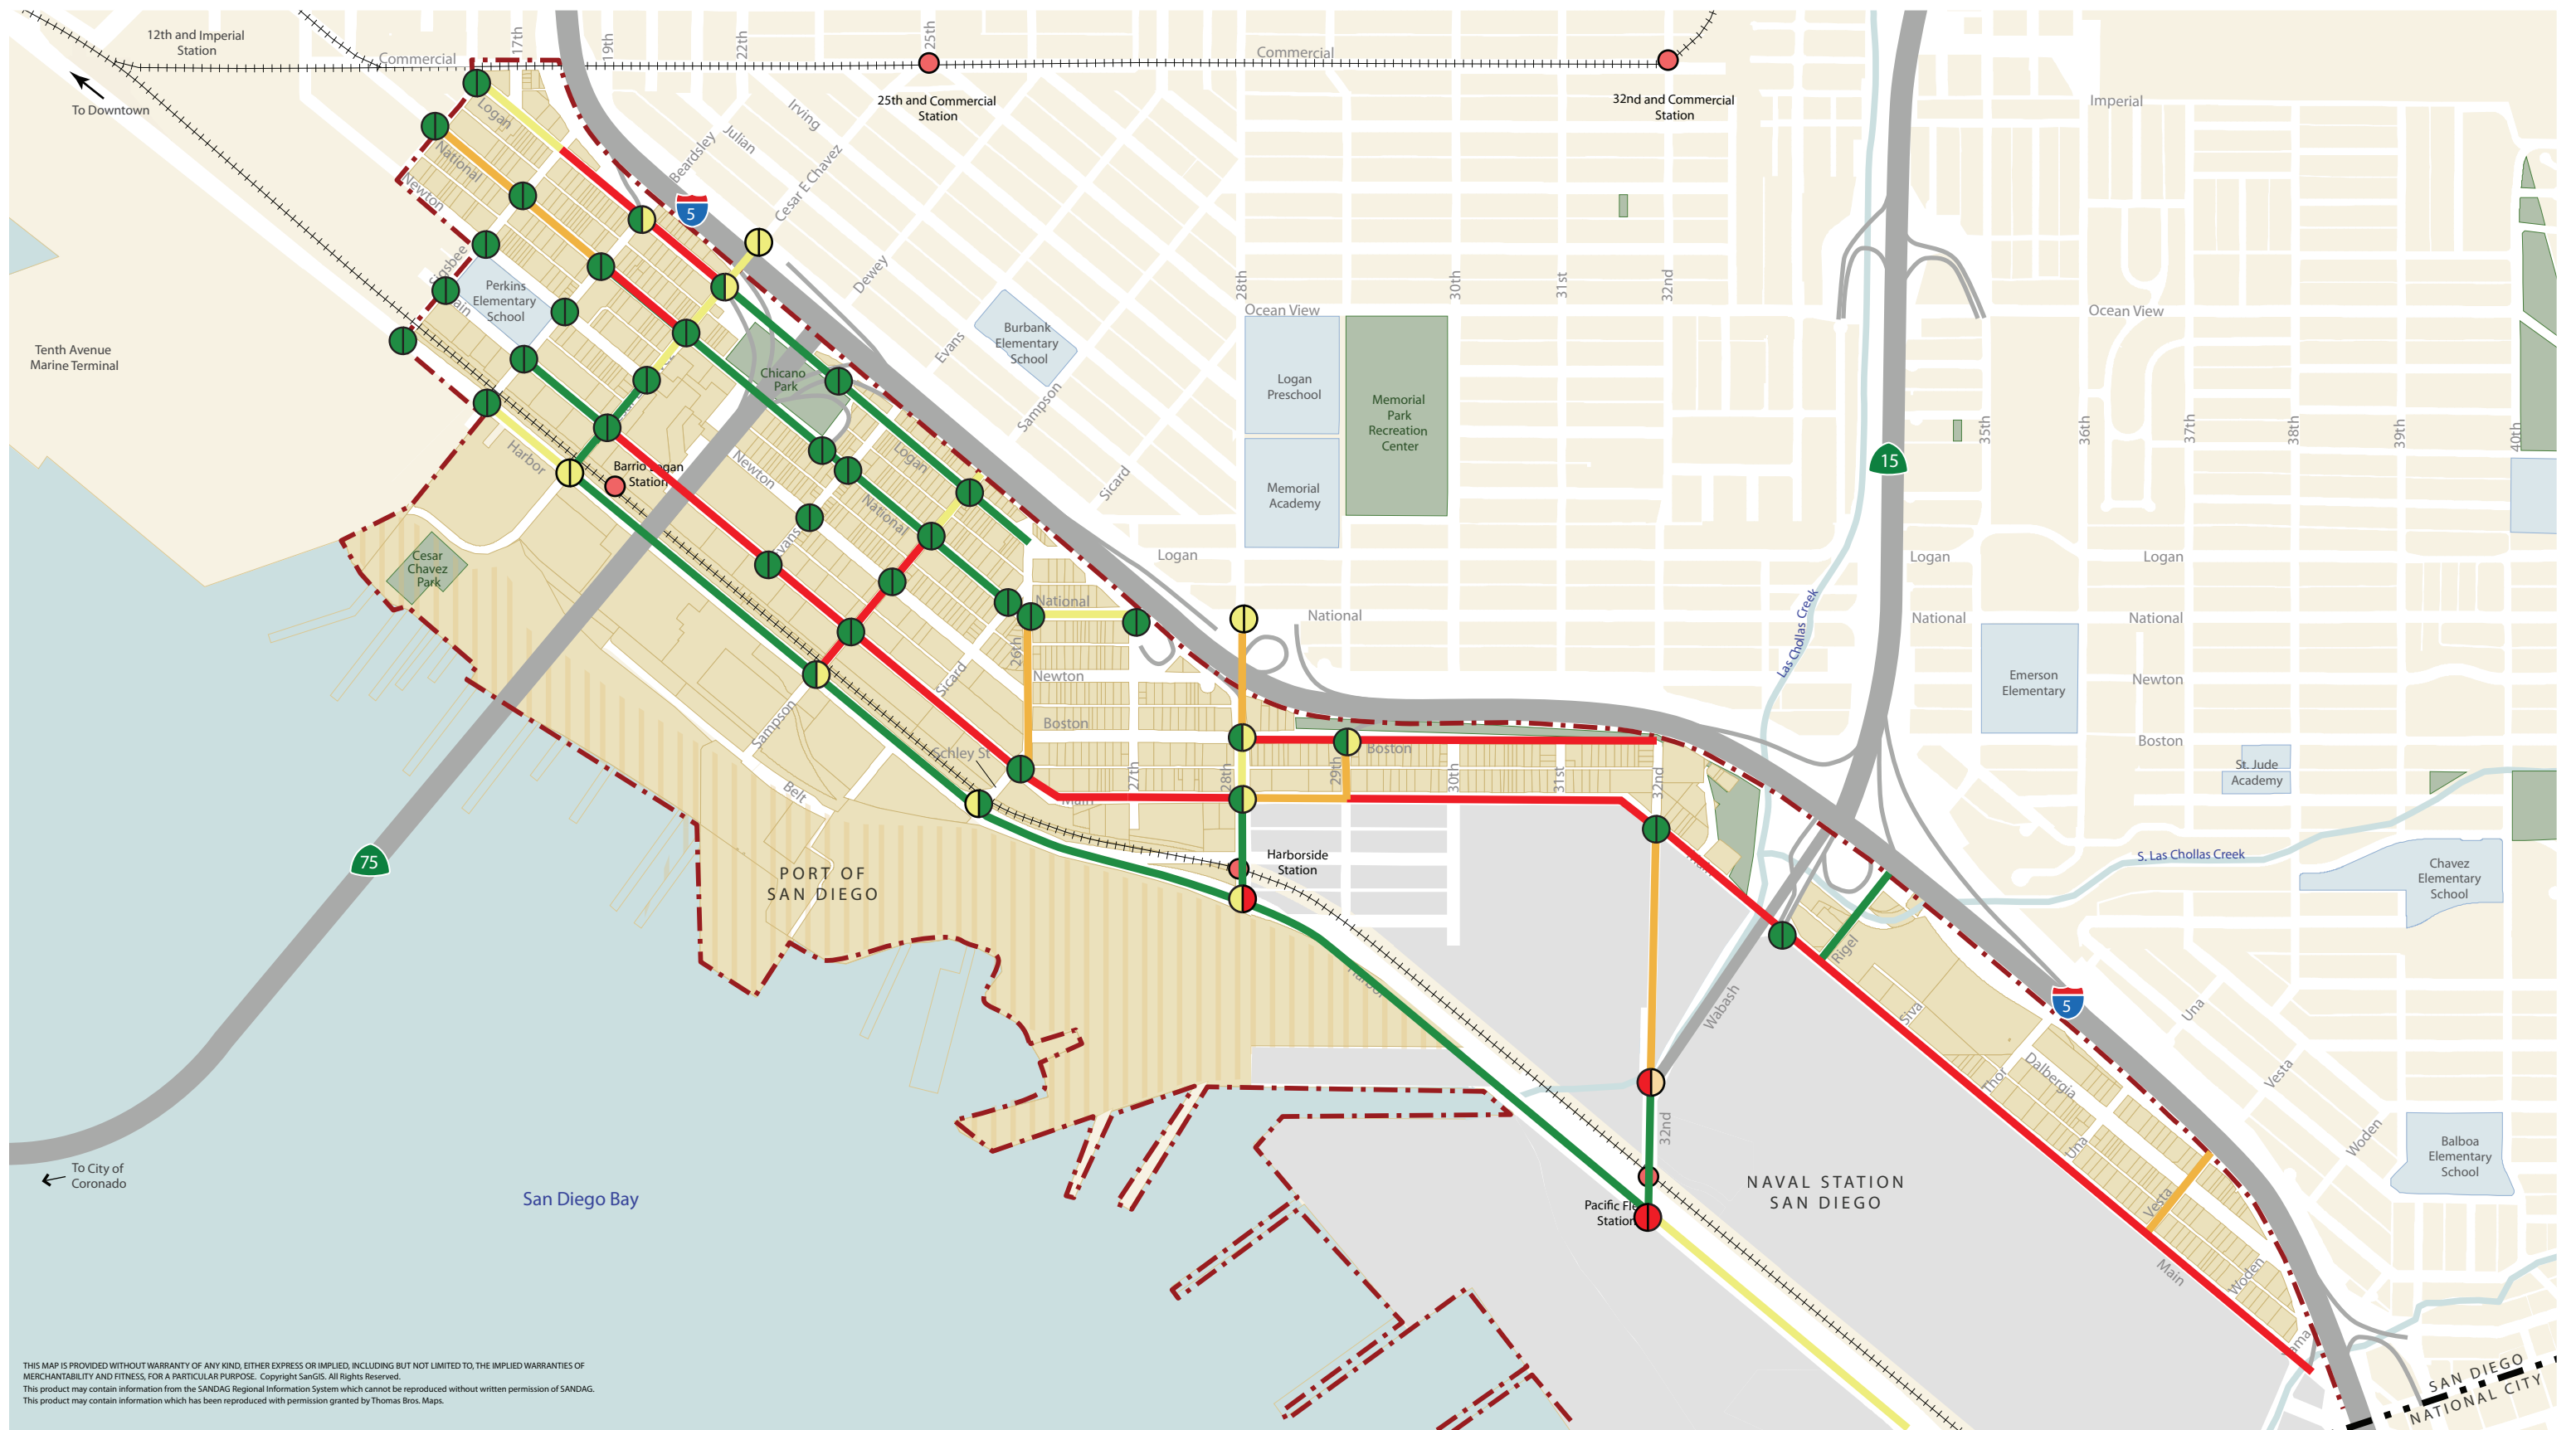 12th and Imperial
Station
To Downtown
Commercial
17th
19th
22th
25th
Commercial
25th and Commercial
Station
32nd and Commercial
Station
Imperial
Logan
National
Newton
Sigsbee
Beardsley
Julian
Irving
Cesar E Chavez
5
Dewey
Evans
Sampson
Sicard
Perkins
Elementary
School
Burbank
Elementary
School
28th
30th
31st
32nd
Ocean View
Ocean View
Logan
Preschool
Memorial
Academy
Memorial
Park
Recreation
Center
Tenth Avenue
Marine Terminal
Chicano
Park
Harbor
Barrio Logan
Station
Newton
Logan
National
Evans
15
35th
36th
37th
38th
39th
40th
Cesar
Chavez
Park
Logan
Logan
Logan
National
National
National
National
26th
Newton
Boston
Sicard
Sampson
Schley St
Belt
Las Chollas Creek
Emerson
Elementary
Newton
Boston
St. Jude
Academy
27th
28th
29th
Boston
30th
31st
32nd
Main
Main
75
PORT OF
SAN DIEGO
Harborside
Station
S. Las Chollas Creek
Chavez
Elementary
School
Harbor
Wabash
Rigel
Siva
5
Una
Vesta
Woden
Thor
Dalbergia
Una
Vesta
Woden
Main
32nd
To City of
Coronado
San Diego Bay
Station
NAVAL STATION
SAN DIEGO
Balboa
Elementary
School
SAN DIEGO
NATIONAL CITY
THIS MAP IS PROVIDED WITHOUT WARRANTY OF ANY KIND, EITHER EXPRESS OR IMPLIED, INCLUDING BUT NOT LIMITED TO, THE IMPLIED WARRANTIES OF
MERCHANTABILITY AND FITNESS, FOR A PARTICULAR PURPOSE. Copyright SanGIS. All Rights Reserved.
This product may contain information from the SANDAG Regional Information System which cannot be reproduced without written permission of SANDAG.
This product may contain information which has been reproduced with permission granted by Thomas Bros. Maps.